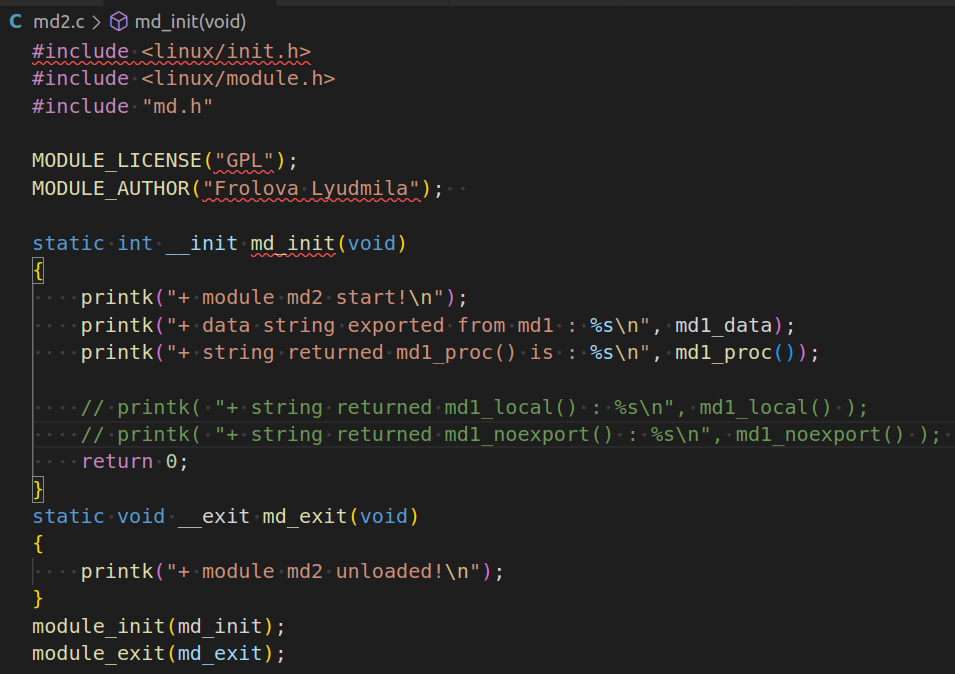 C md2.c > md_init(void)
#include <linux/init.h>
#include <linux/module.h>
#include "md.h"

MODULE_LICENSE("GPL");
MODULE_AUTHOR("Frolova Lyudmila");

static int __init md_init(void)
{
    printk("+ module md2 start!\n");
    printk("+ data string exported from md1 : %s\n", md1_data);
    printk("+ string returned md1_proc() is : %s\n", md1_proc());

    // printk( "+ string returned md1_local() : %s\n", md1_local() );
    // printk( "+ string returned md1_noexport() : %s\n", md1_noexport() );
    return 0;
}
static void __exit md_exit(void)
{
    printk("+ module md2 unloaded!\n");
}
module_init(md_init);
module_exit(md_exit);